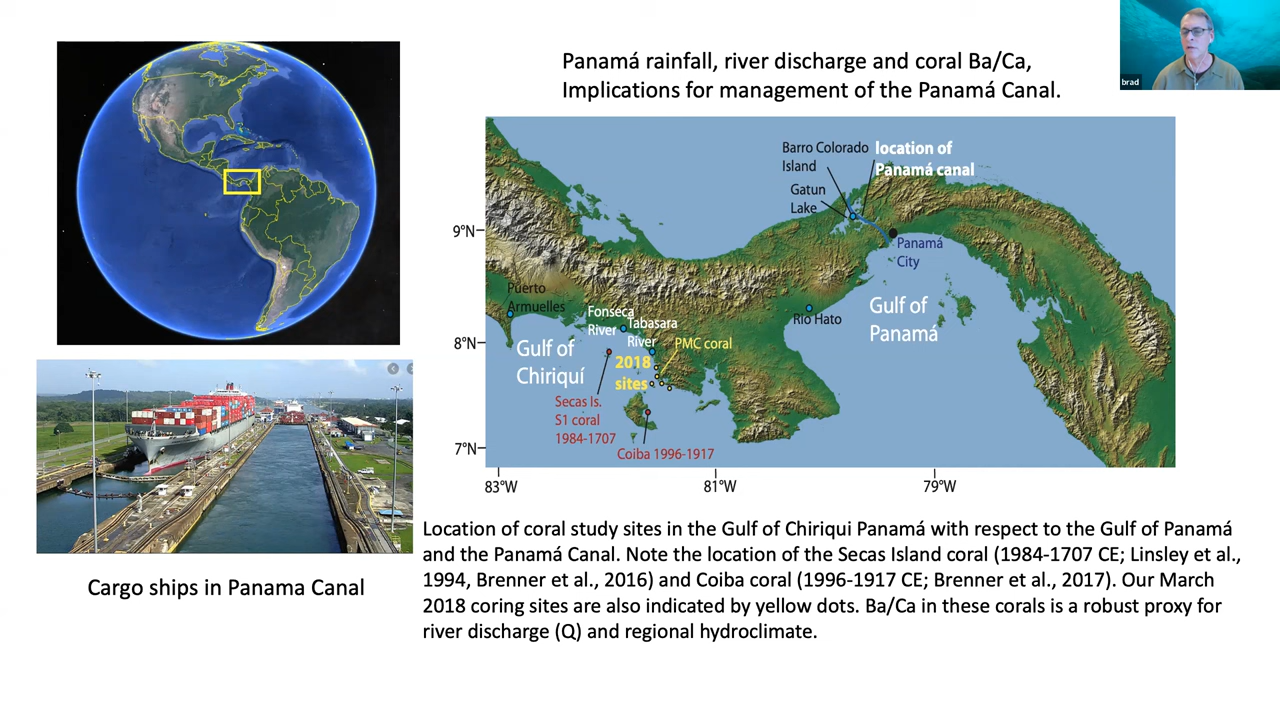 Panamá rainfall, river discharge and coral Ba/Ca,
Implications for management of the Panamá Canal.
brad
Barro Colorado
Island
location of
Panamá canal
Gatun
Lake
9°N
Panamá
City
Puerto
Armuelles
Fonseca
River
Tabasara
River
Rio Hato
Gulf of
Panamá
8°N
Gulf of
Chiriquí
PMC coral
2018
sites
Secas Is.
S1 coral
1984-1707
Coiba 1996-1917
7°N
83°W
81°W
79°W
Cargo ships in Panama Canal
Location of coral study sites in the Gulf of Chiriqui Panamá with respect to the Gulf of Panamá
and the Panamá Canal. Note the location of the Secas Island coral (1984-1707 CE; Linsley et al.,
1994, Brenner et al., 2016) and Coiba coral (1996-1917 CE; Brenner et al., 2017). Our March
2018 coring sites are also indicated by yellow dots. Ba/Ca in these corals is a robust proxy for
river discharge (Q) and regional hydroclimate.